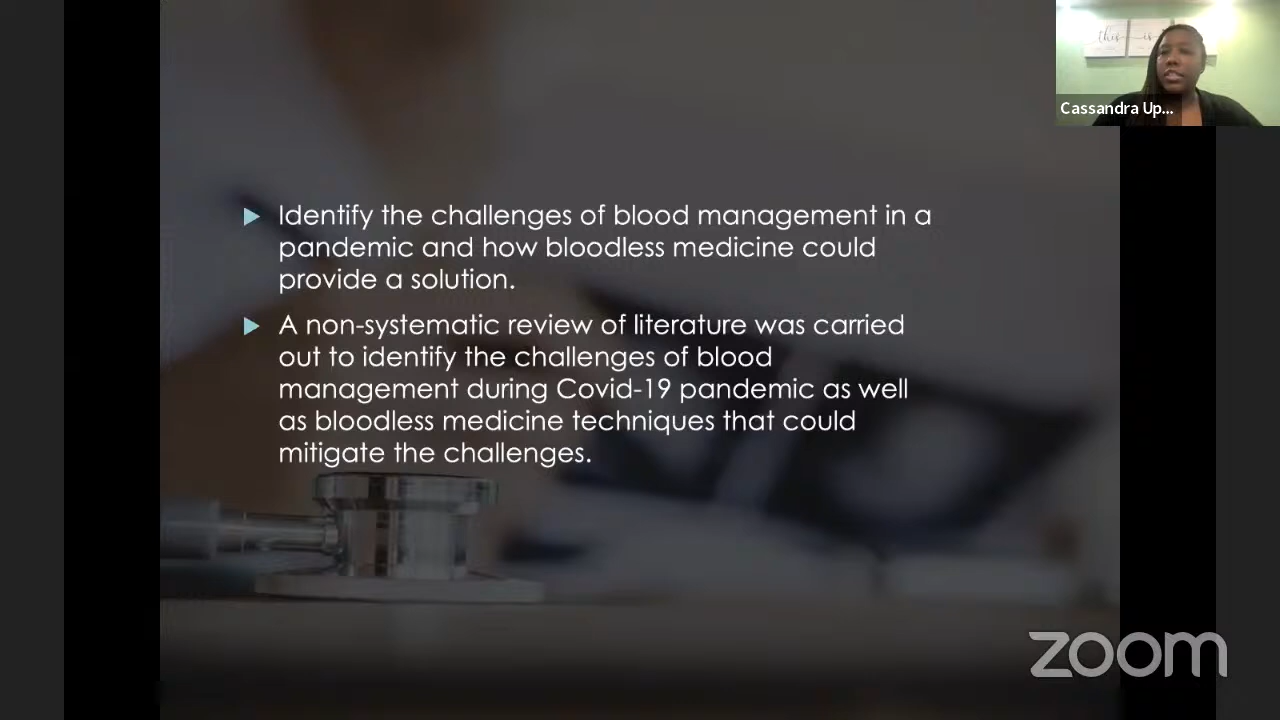 this is
Cassandra Up...
Identify the challenges of blood management in a
pandemic and how bloodless medicine could
provide a solution.
A non-systematic review of literature was carried
out to identify the challenges of blood
management during Covid-19 pandemic as well
as bloodless medicine techniques that could
mitigate the challenges.
zoom